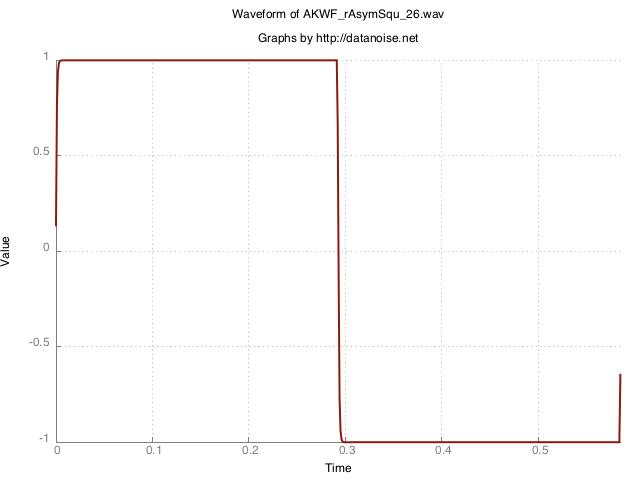 Waveform of AKWF_rAsymSqu_26.wav
Graphs by http://datanoise.net
1
0.5
0
-0.5
-1
Value
0 0.1 0.2 0.3 0.4 0.5
Time